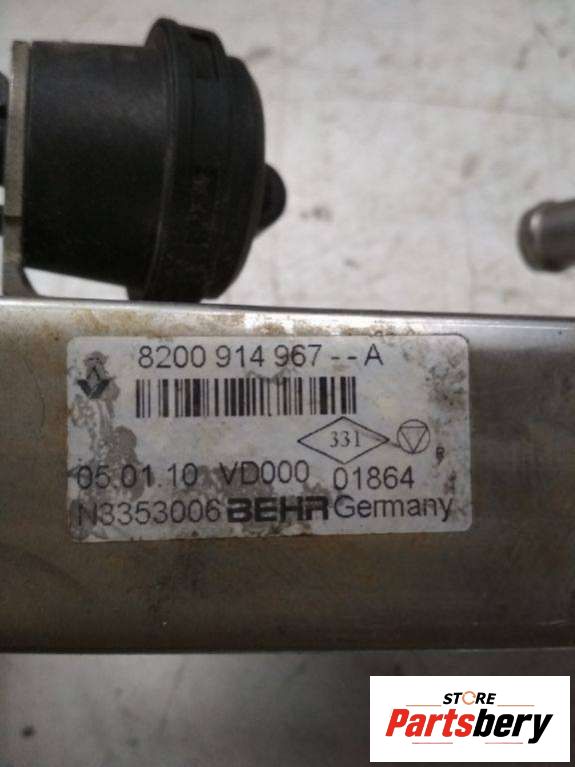 8200 914 967 - - A
331
R
05.01.10 VD000 01864
N3353006 BEHR Germany
STORE
Partsbery